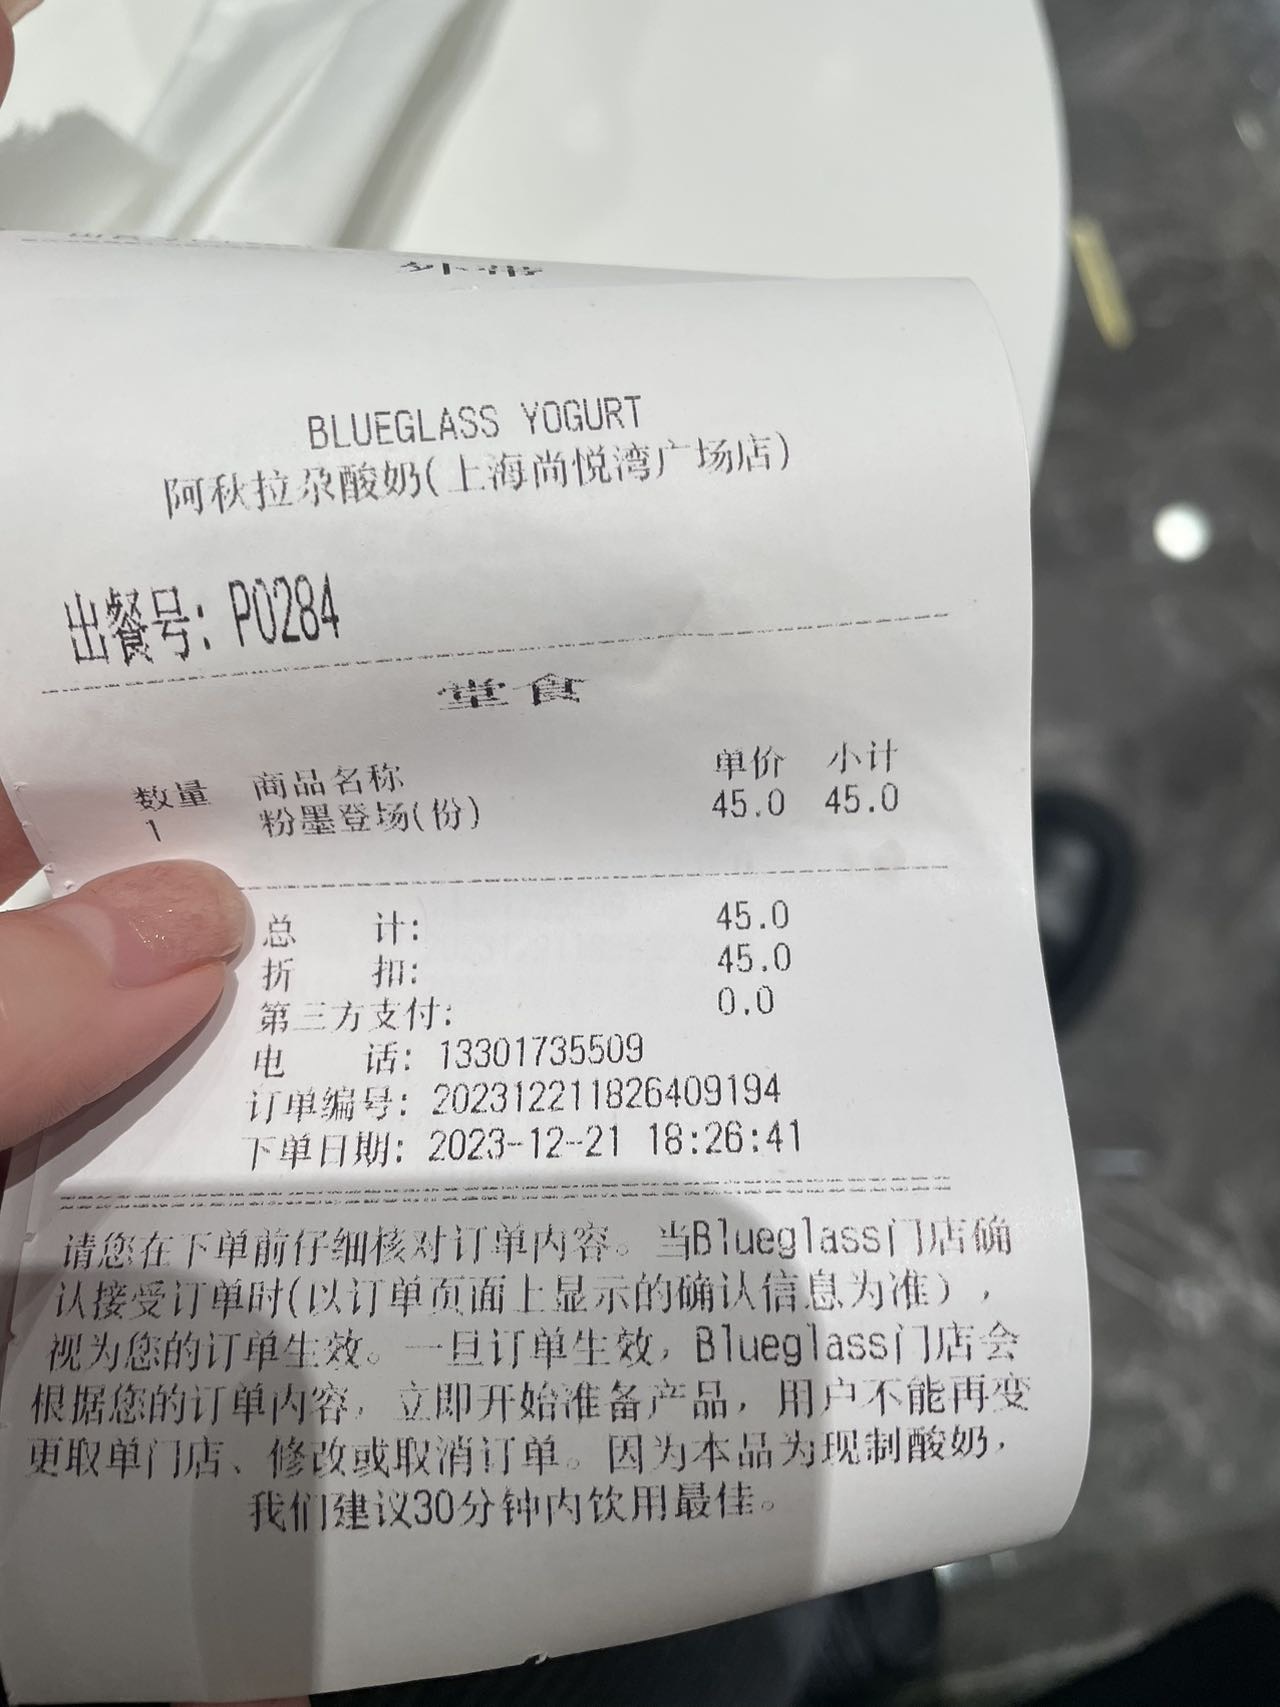 外带
BLUEGLASS YOGURT
阿秋拉尕酸奶(上海尚悦湾广场店)
出餐号: P0284
堂食
数量 商品名称 单价 小计
1 粉墨登场(份) 45.0 45.0
总 计: 45.0
折 扣: 45.0
第三方支付: 0.0
电 话: 13301735509
订单编号: 202312211826409194
下单日期: 2023-12-21 18:26:41
请您在下单前仔细核对订单内容。当Blueglass门店确
认接受订单时(以订单页面上显示的确认信息为准),
视为您的订单生效。一旦订单生效,Blueglass门店会
根据您的订单内容,立即开始准备产品,用户不能再变
更取单门店、修改或取消订单。因为本品为现制酸奶,
我们建议30分钟内饮用最佳。